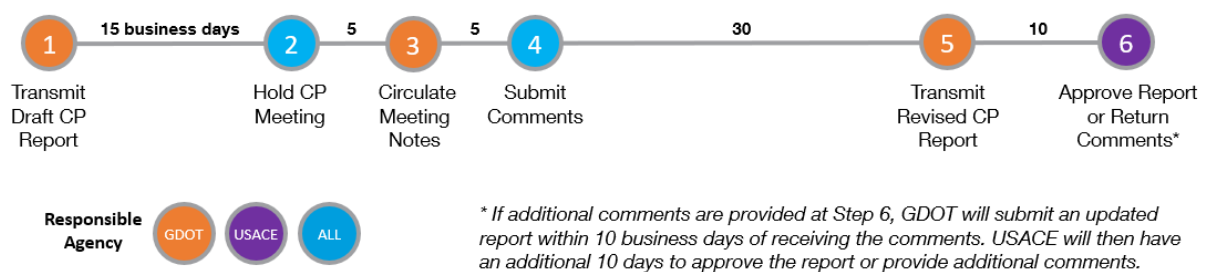 15 business days 5 5 30 10
1 2 3 4 5 6
Transmit Hold CP Circulate Submit Transmit Approve Report
Draft CP Meeting Meeting Comments Revised CP or Return
Report Notes Report Comments*
Responsible
Agency
GDOT USACE ALL
* If additional comments are provided at Step 6, GDOT will submit an updated
report within 10 business days of receiving the comments. USACE will then have
an additional 10 days to approve the report or provide additional comments.